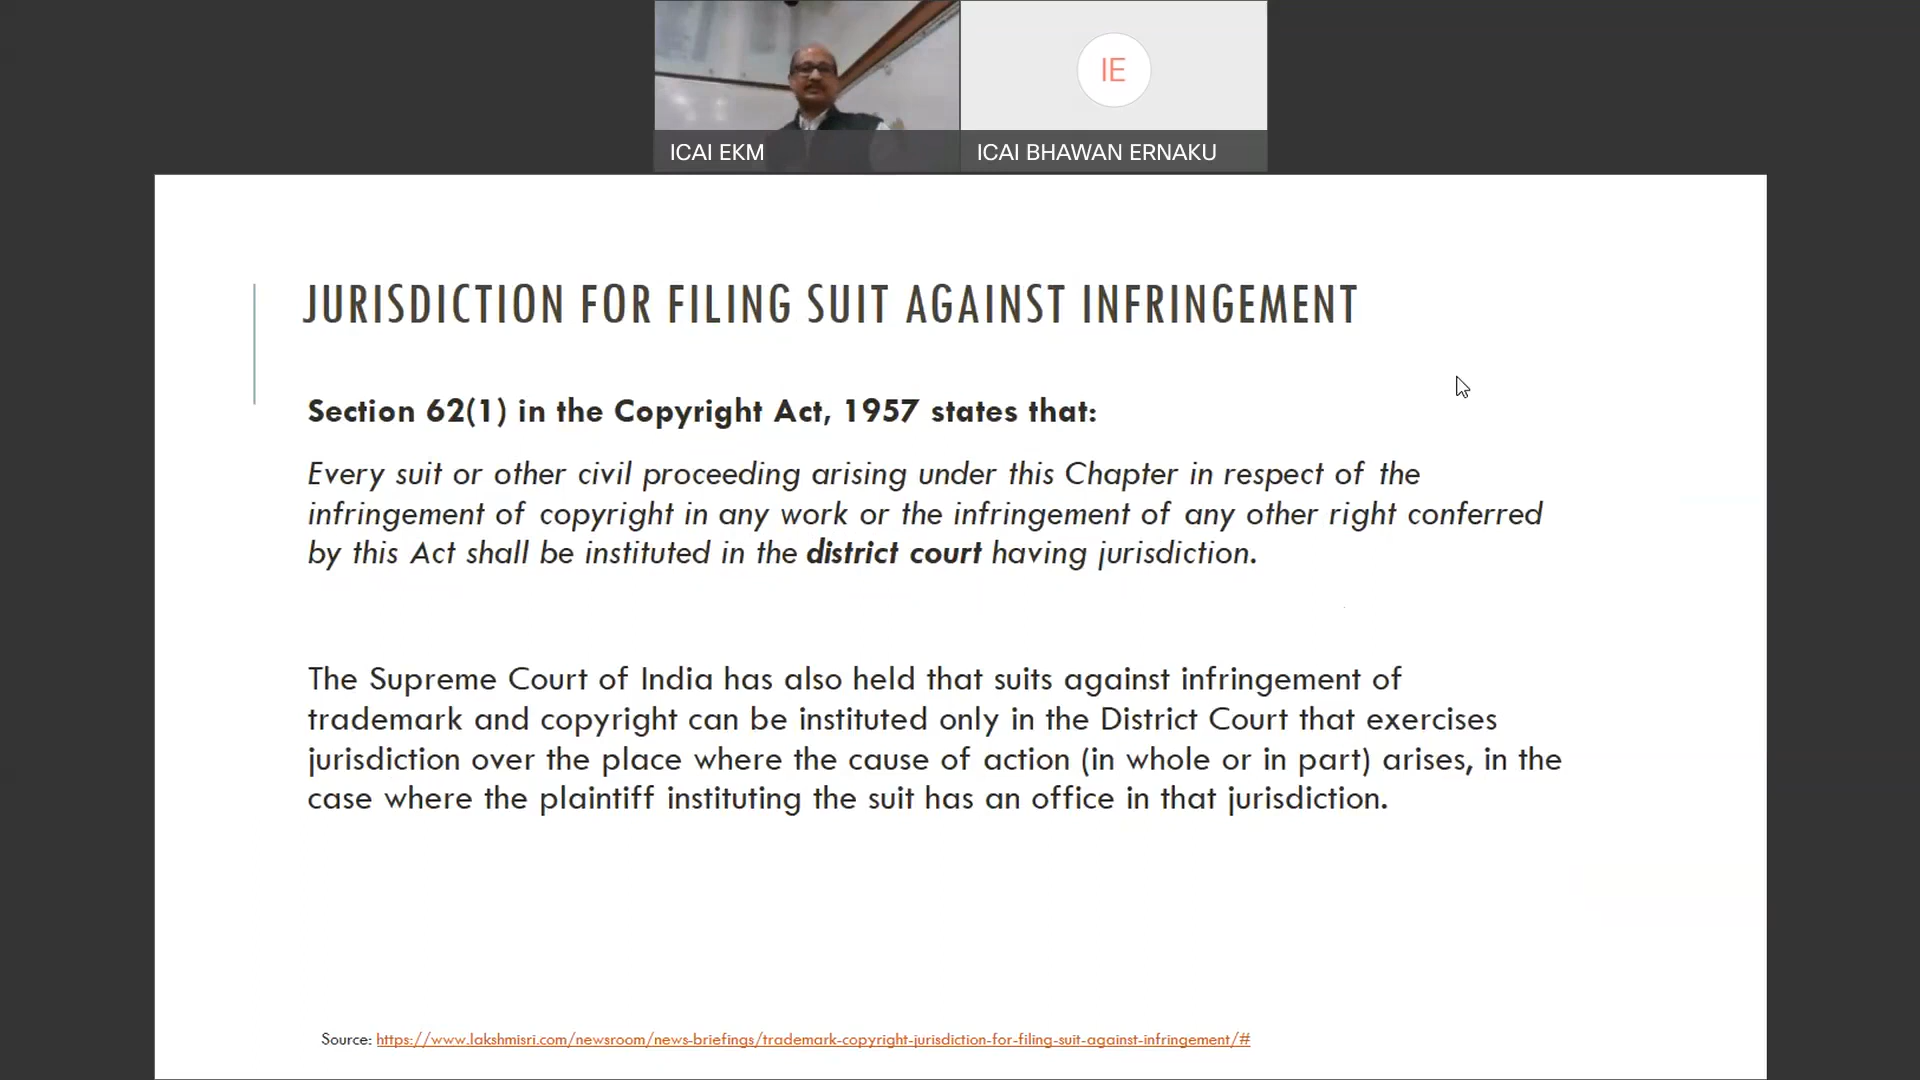 IE
ICAI EKM
ICAI BHAWAN ERNAKU
JURISDICTION FOR FILING SUIT AGAINST INFRINGEMENT
Section 62(1) in the Copyright Act, 1957 states that:
Every suit or other civil proceeding arising under this Chapter in respect of the
infringement of copyright in any work or the infringement of any other right conferred
by this Act shall be instituted in the district court having jurisdiction.
The Supreme Court of India has also held that suits against infringement of
trademark and copyright can be instituted only in the District Court that exercises
jurisdiction over the place where the cause of action (in whole or in part) arises, in the
case where the plaintiff instituting the suit has an office in that jurisdiction.
Source: https://www.lakshmisri.com/newsroom/news-briefings/trademark-copyright-jurisdiction-for-filing-suit-against-infringement/#